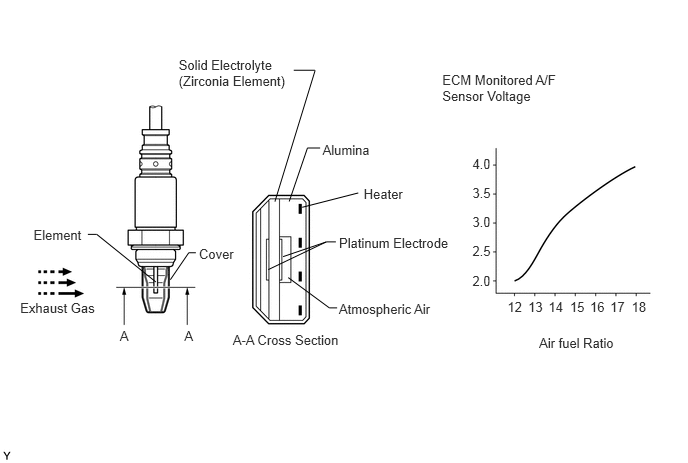 Solid Electrolyte
(Zirconia Element)
ECM Monitored A/F
Sensor Voltage
Alumina
Heater
Element
Cover
Platinum Electrode
Exhaust Gas
Atmospheric Air
A
A
A-A Cross Section
4.0
3.5
3.0
2.5
2.0
12 13 14 15 16 17 18
Air fuel Ratio
Y